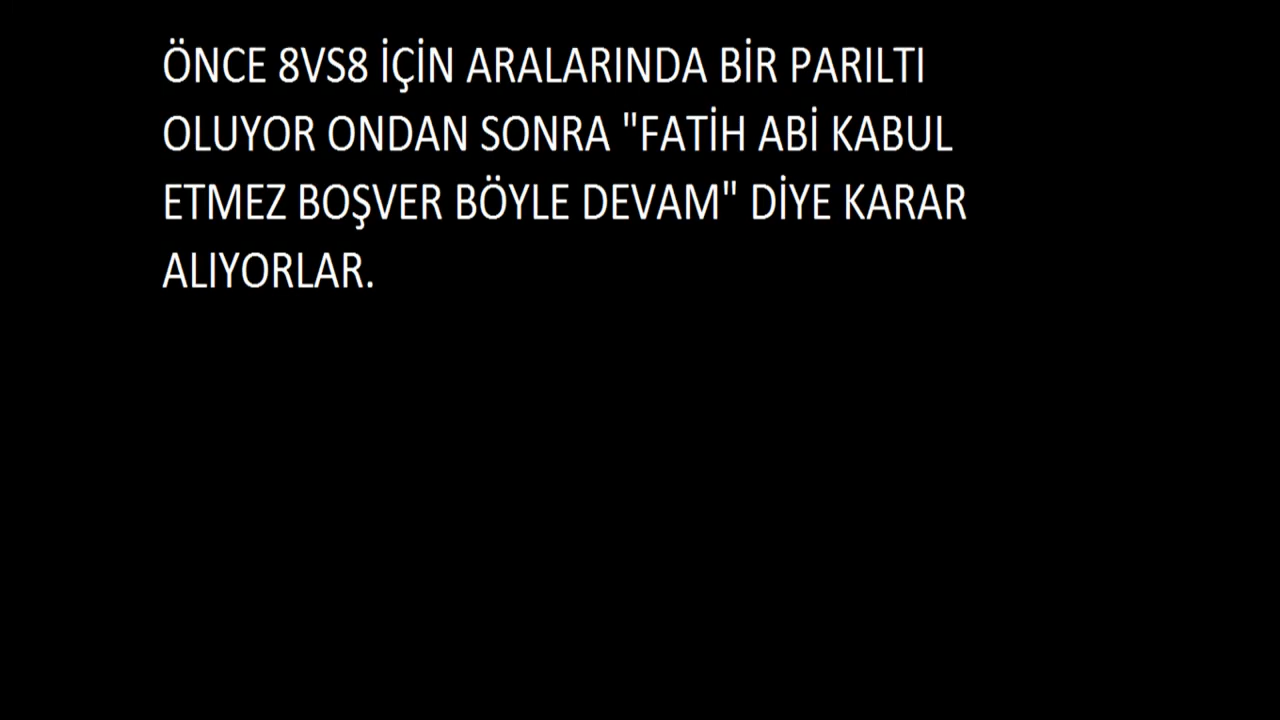 ÖNCE 8VS8 İÇİN ARALARINDA BİR PARILTI
OLUYOR ONDAN SONRA "FATİH ABİ KABUL
ETMEZ BOŞVER BÖYLE DEVAM" DİYE KARAR
ALIYORLAR.